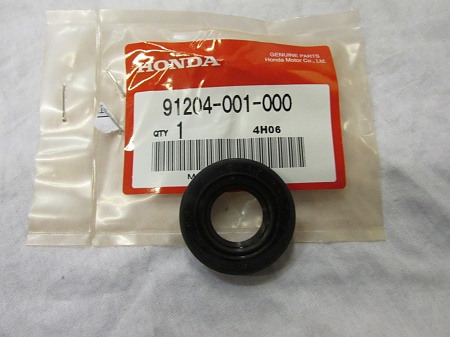 HONDA
GENUINE PARTS
Honda Motor Co., Ltd.
91204-001-000
QTY 1 4H06